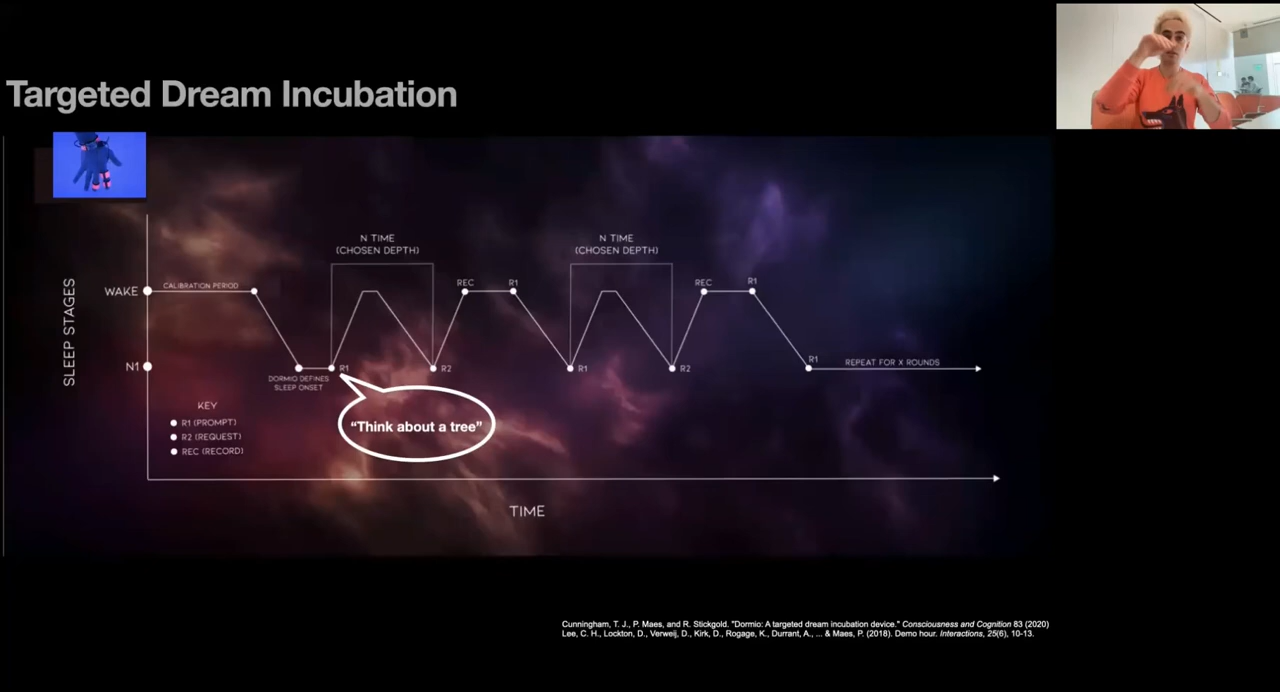 Targeted Dream Incubation
N TIME
(CHOSEN DEPTH)
N TIME
(CHOSEN DEPTH)
SLEEP STAGES
WAKE
CALIBRATION PERIOD
REC
R1
REC
R1
N1
DORMIO DEFINES
SLEEP ONSET
R1
R2
R1
R2
R1
REPEAT FOR X ROUNDS
“Think about a tree”
KEY
R1 (PROMPT)
R2 (REQUEST)
REC (RECORD)
TIME
Cunningham, T. J., P. Maes, and R. Stickgold. "Dormio: A targeted dream incubation device." Consciousness and Cognition 83 (2020)
Lee, C. H., Lockton, D., Verweij, D., Kirk, D., Rogage, K., Durrant, A., ... & Maes, P. (2018). Demo hour. Interactions, 25(6), 10-13.